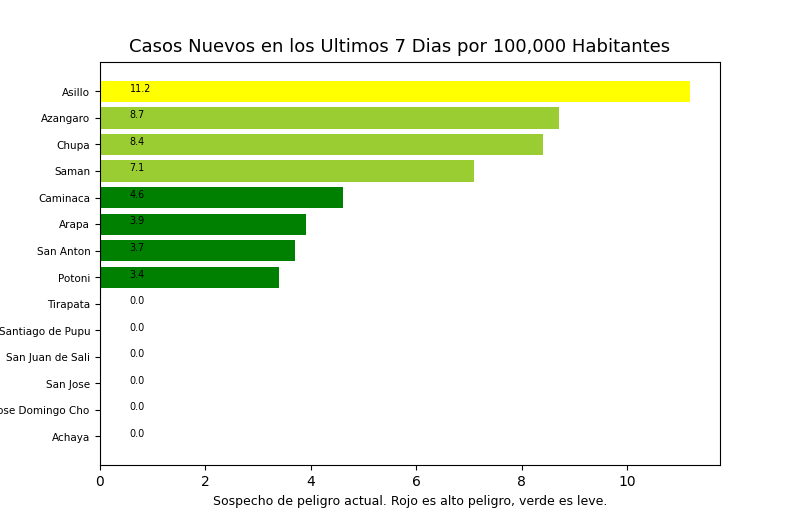 Casos Nuevos en los Ultimos 7 Dias por 100,000 Habitantes
Asillo 11.2
Azangaro 8.7
Chupa 8.4
Saman 7.1
Caminaca 4.6
Arapa 3.9
San Anton 3.7
Potoni 3.4
Tirapata 0.0
Santiago de Pupu 0.0
San Juan de Sali 0.0
San Jose 0.0
ose Domingo Cho 0.0
Achaya 0.0
0 2 4 6 8 10
Sospecho de peligro actual. Rojo es alto peligro, verde es leve.